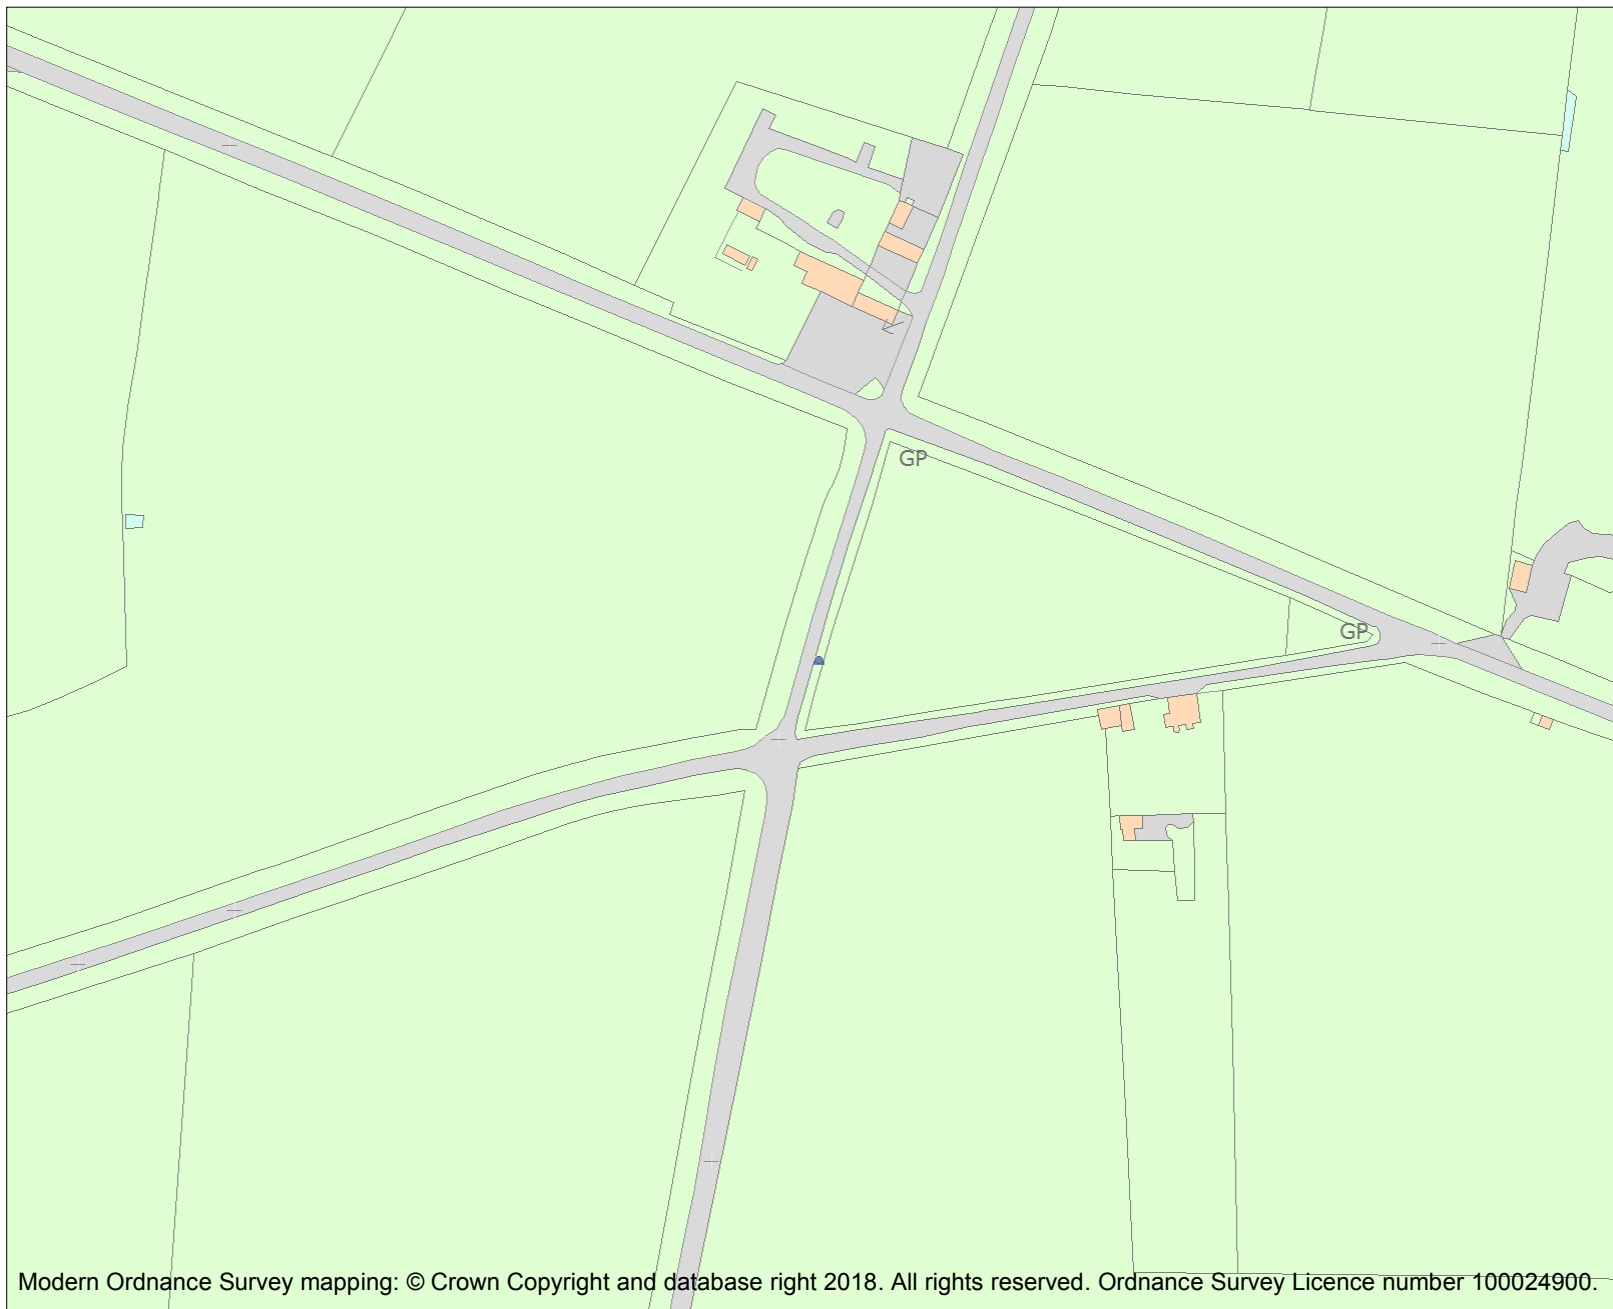 GP
GP
Modern Ordnance Survey mapping: © Crown Copyright and database right 2018. All rights reserved. Ordnance Survey Licence number 100024900.